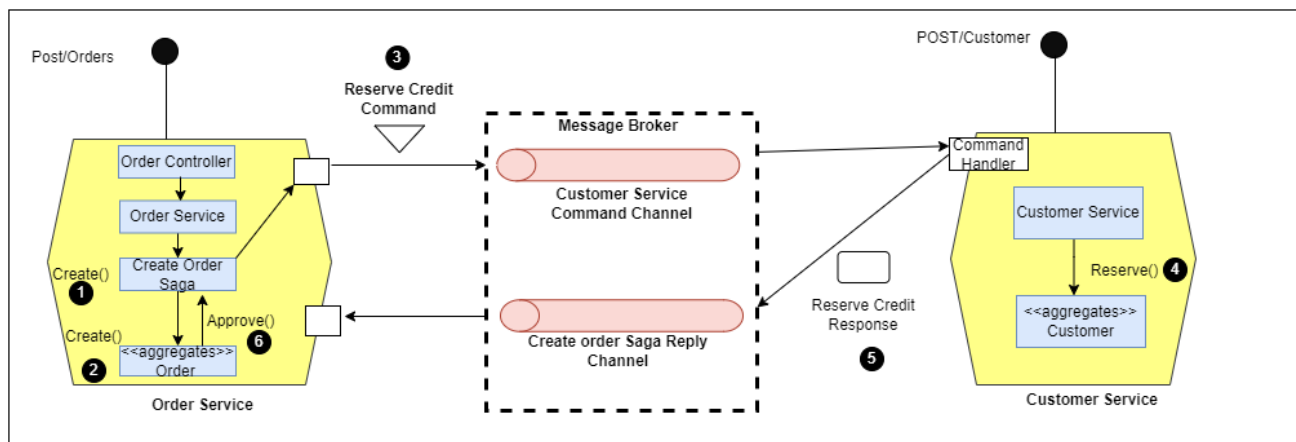 Post/Orders
3
Reserve Credit
Command
POST/Customer
Message Broker
Order Controller
Order Service
Create Order
Saga
Create()
1
Create()
2
Approve()
6
<<aggregates>>
Order
Order Service
Customer Service
Command Channel
Create order Saga Reply
Channel
Command
Handler
Customer Service
Reserve()
4
<<aggregates>>
Customer
Reserve Credit
Response
5
Customer Service